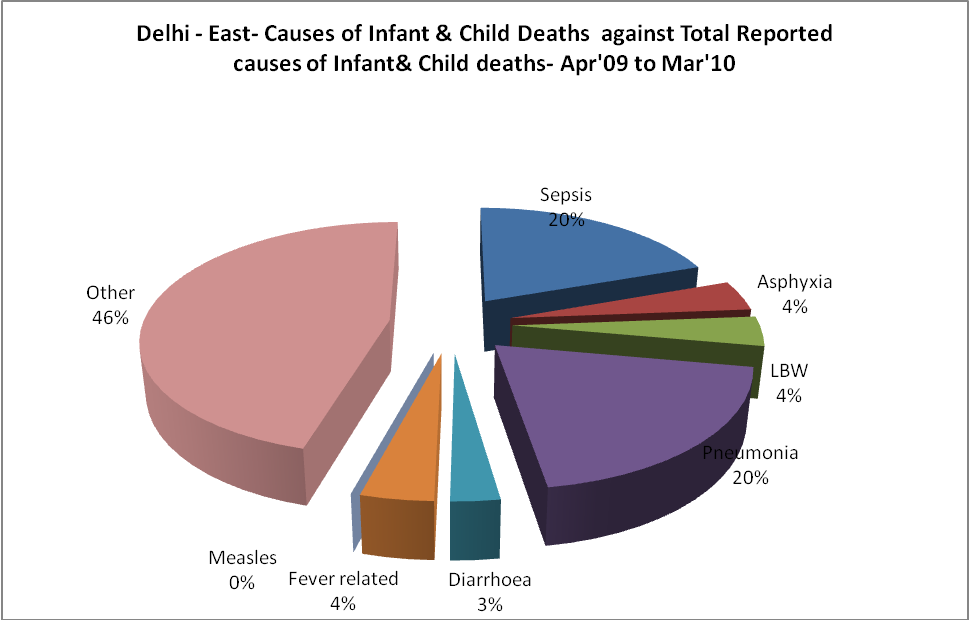 Delhi - East- Causes of Infant & Child Deaths  against Total Reported
causes of Infant& Child deaths- Apr'09 to Mar'10
Sepsis
20%
Asphyxia
4%
Other
46%
LBW
4%
Pneumonia
20%
Measles
0%
Fever related
4%
Diarrhoea
3%